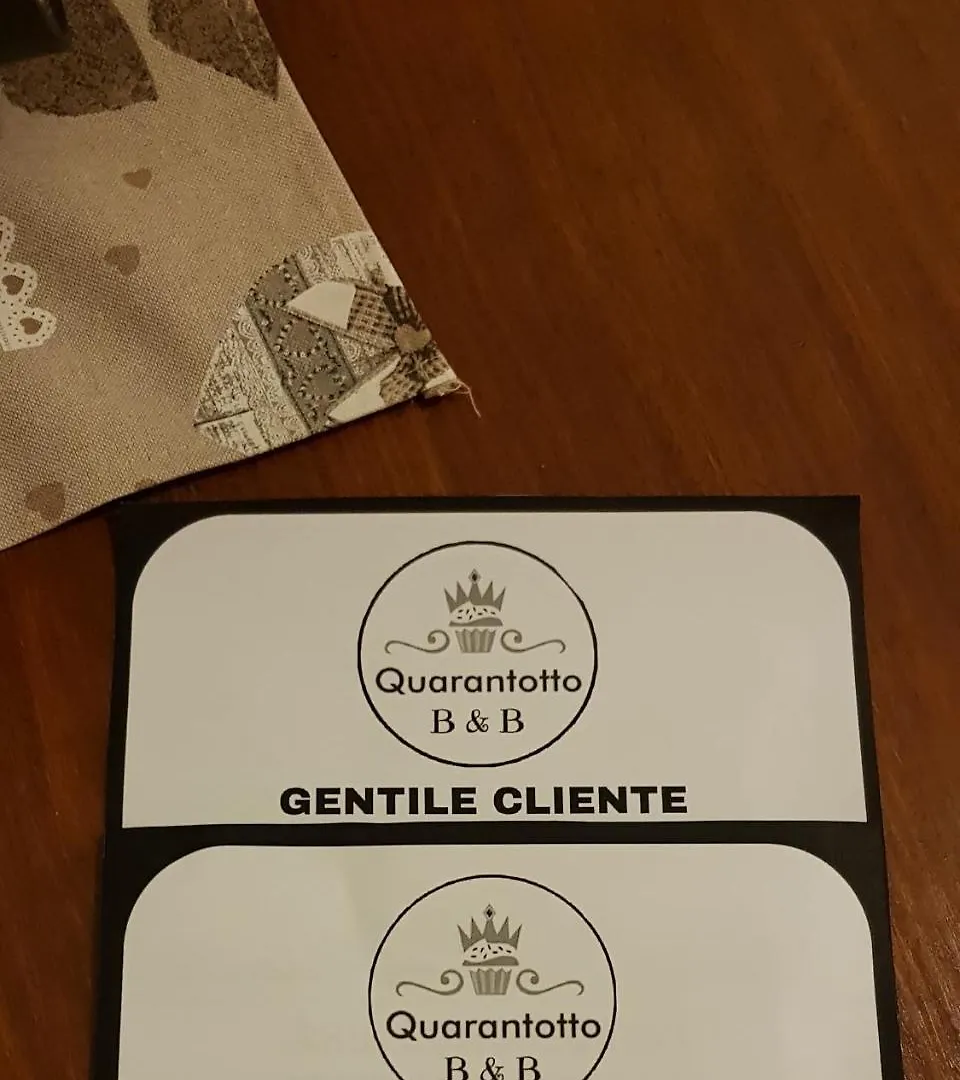 Quarantotto
B & B
GENTILE CLIENTE
Quarantotto
B & B